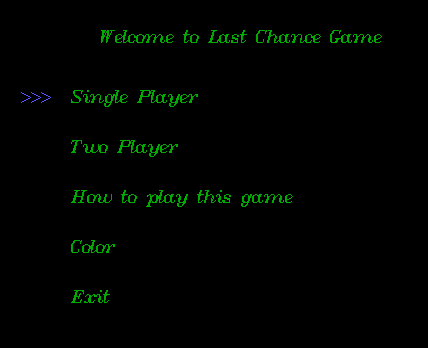 Welcome to Last Chance Game
>>> Single Player
Two Player
How to play this game
Color
Exit